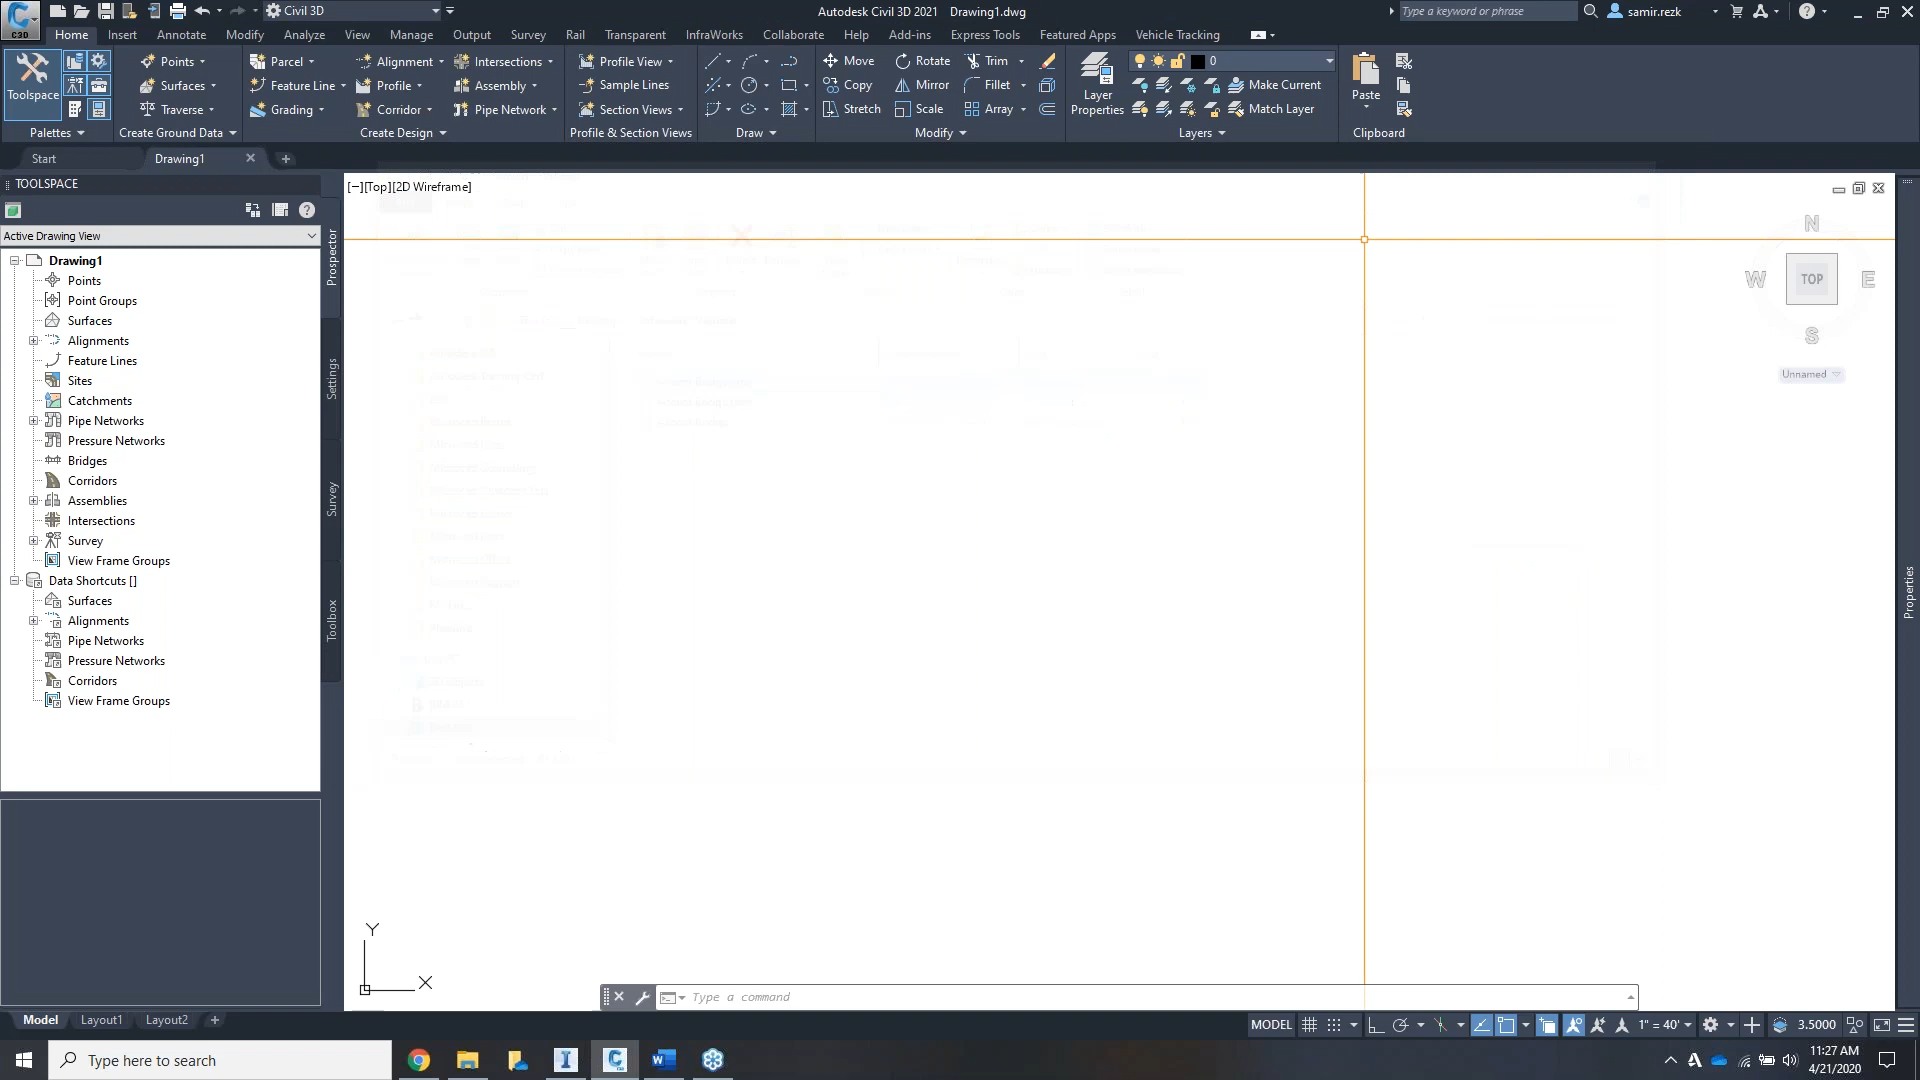 Civil 3D
Autodesk Civil 3D 2021 Drawing1.dwg
Type a keyword or phrase
samir.rezk
C3D
Home Insert Annotate Modify Analyze View Manage Output Survey Rail Transparent InfraWorks Collaborate Help Add-ins Express Tools Featured Apps Vehicle Tracking
Points Parcel Alignment Intersections Profile View Move Rotate Trim 0
Toolspace Surfaces Feature Line Profile Assembly Sample Lines Copy Mirror Fillet Layer Properties Make Current Paste
Traverse Grading Corridor Pipe Network Section Views Stretch Scale Array Match Layer
Palettes Create Ground Data Create Design Profile & Section Views Draw Modify Layers Clipboard
Start Drawing1
TOOLSPACE
[−][Top][2D Wireframe]
Active Drawing View
Drawing1
Points
Point Groups
Surfaces
Alignments
Feature Lines
Sites
Catchments
Pipe Networks
Pressure Networks
Bridges
Corridors
Assemblies
Intersections
Survey
View Frame Groups
Data Shortcuts []
Surfaces
Alignments
Pipe Networks
Pressure Networks
Corridors
View Frame Groups
Prospector
Settings
Survey
Toolbox
N
W TOP E
S
Unnamed
Properties
Y
X
Type a command
Model Layout1 Layout2
MODEL 1" = 40' 3.5000
Type here to search
11:27 AM
4/21/2020